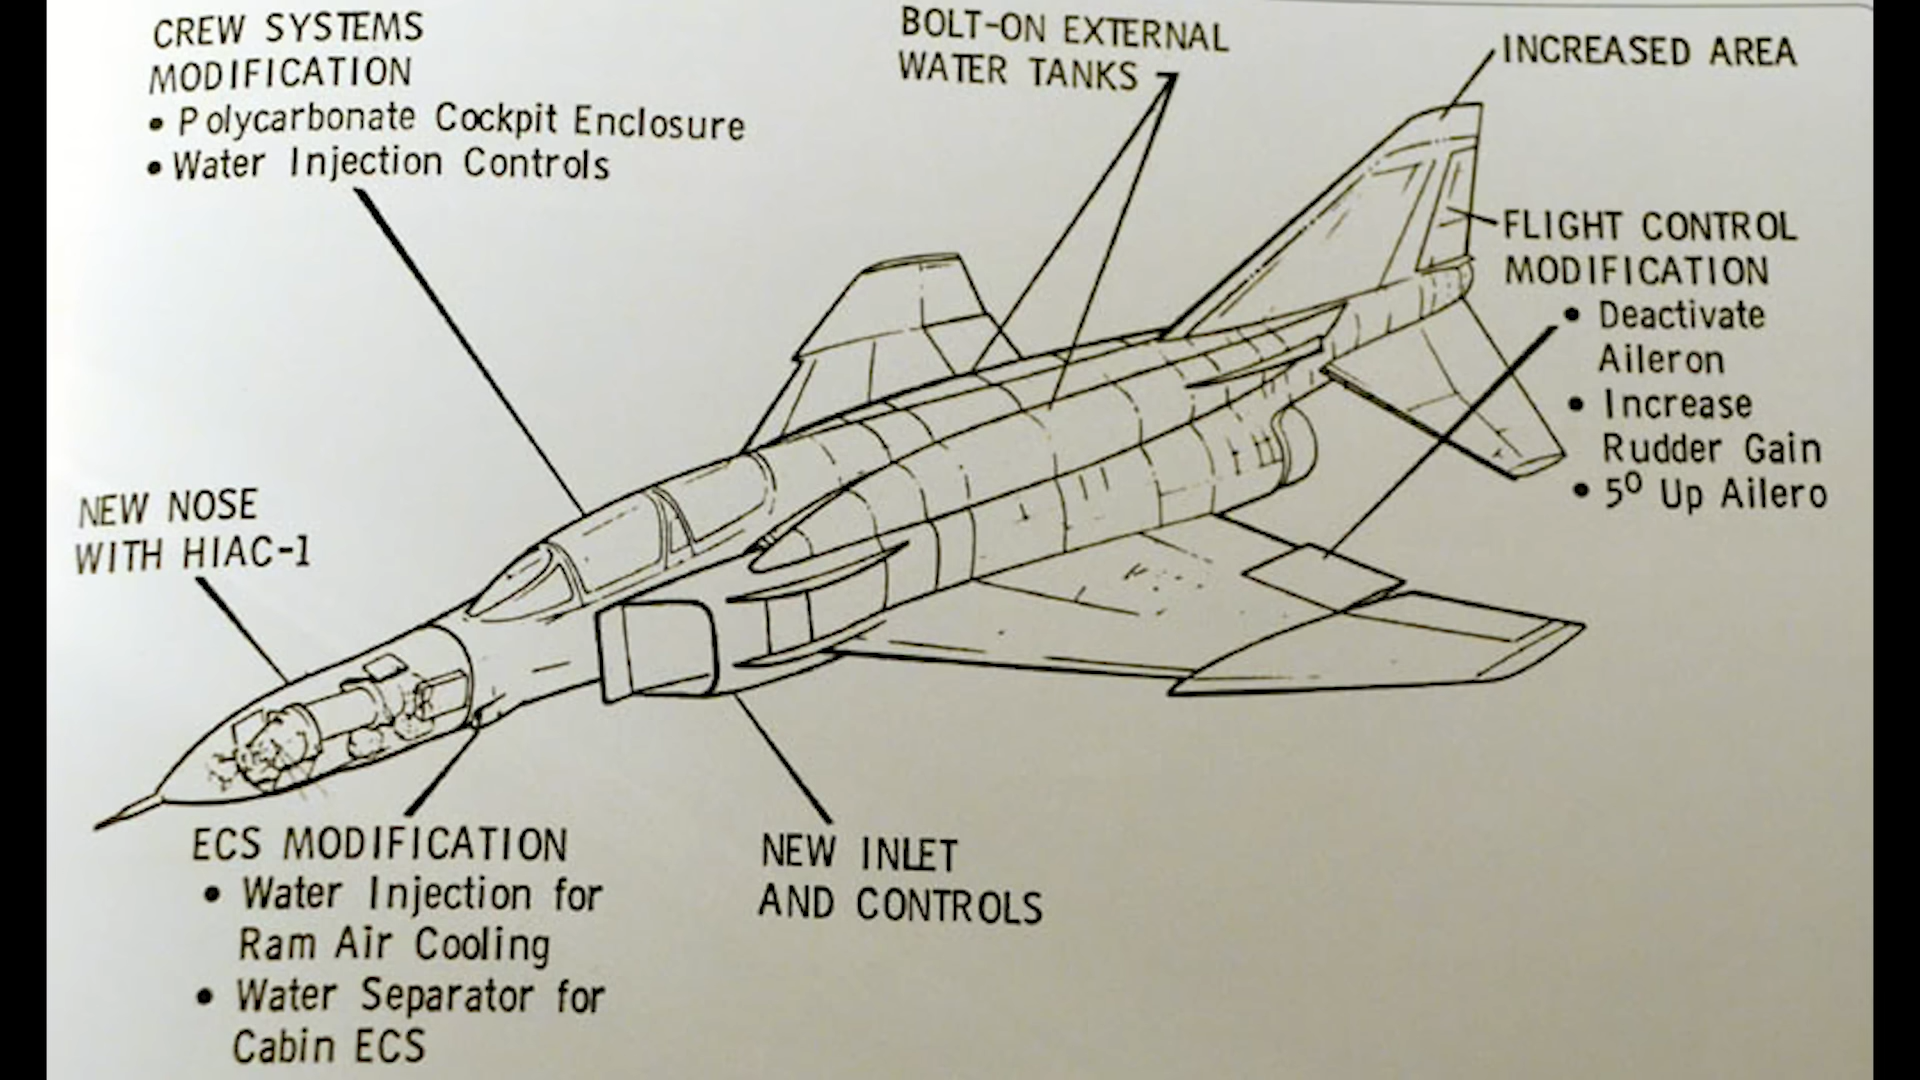 CREW SYSTEMS
MODIFICATION
• Polycarbonate Cockpit Enclosure
• Water Injection Controls
BOLT-ON EXTERNAL
WATER TANKS
INCREASED AREA
FLIGHT CONTROL
MODIFICATION
• Deactivate
Aileron
• Increase
Rudder Gain
• 5º Up Ailero
NEW NOSE
WITH HIAC-1
ECS MODIFICATION
• Water Injection for
Ram Air Cooling
• Water Separator for
Cabin ECS
NEW INLET
AND CONTROLS